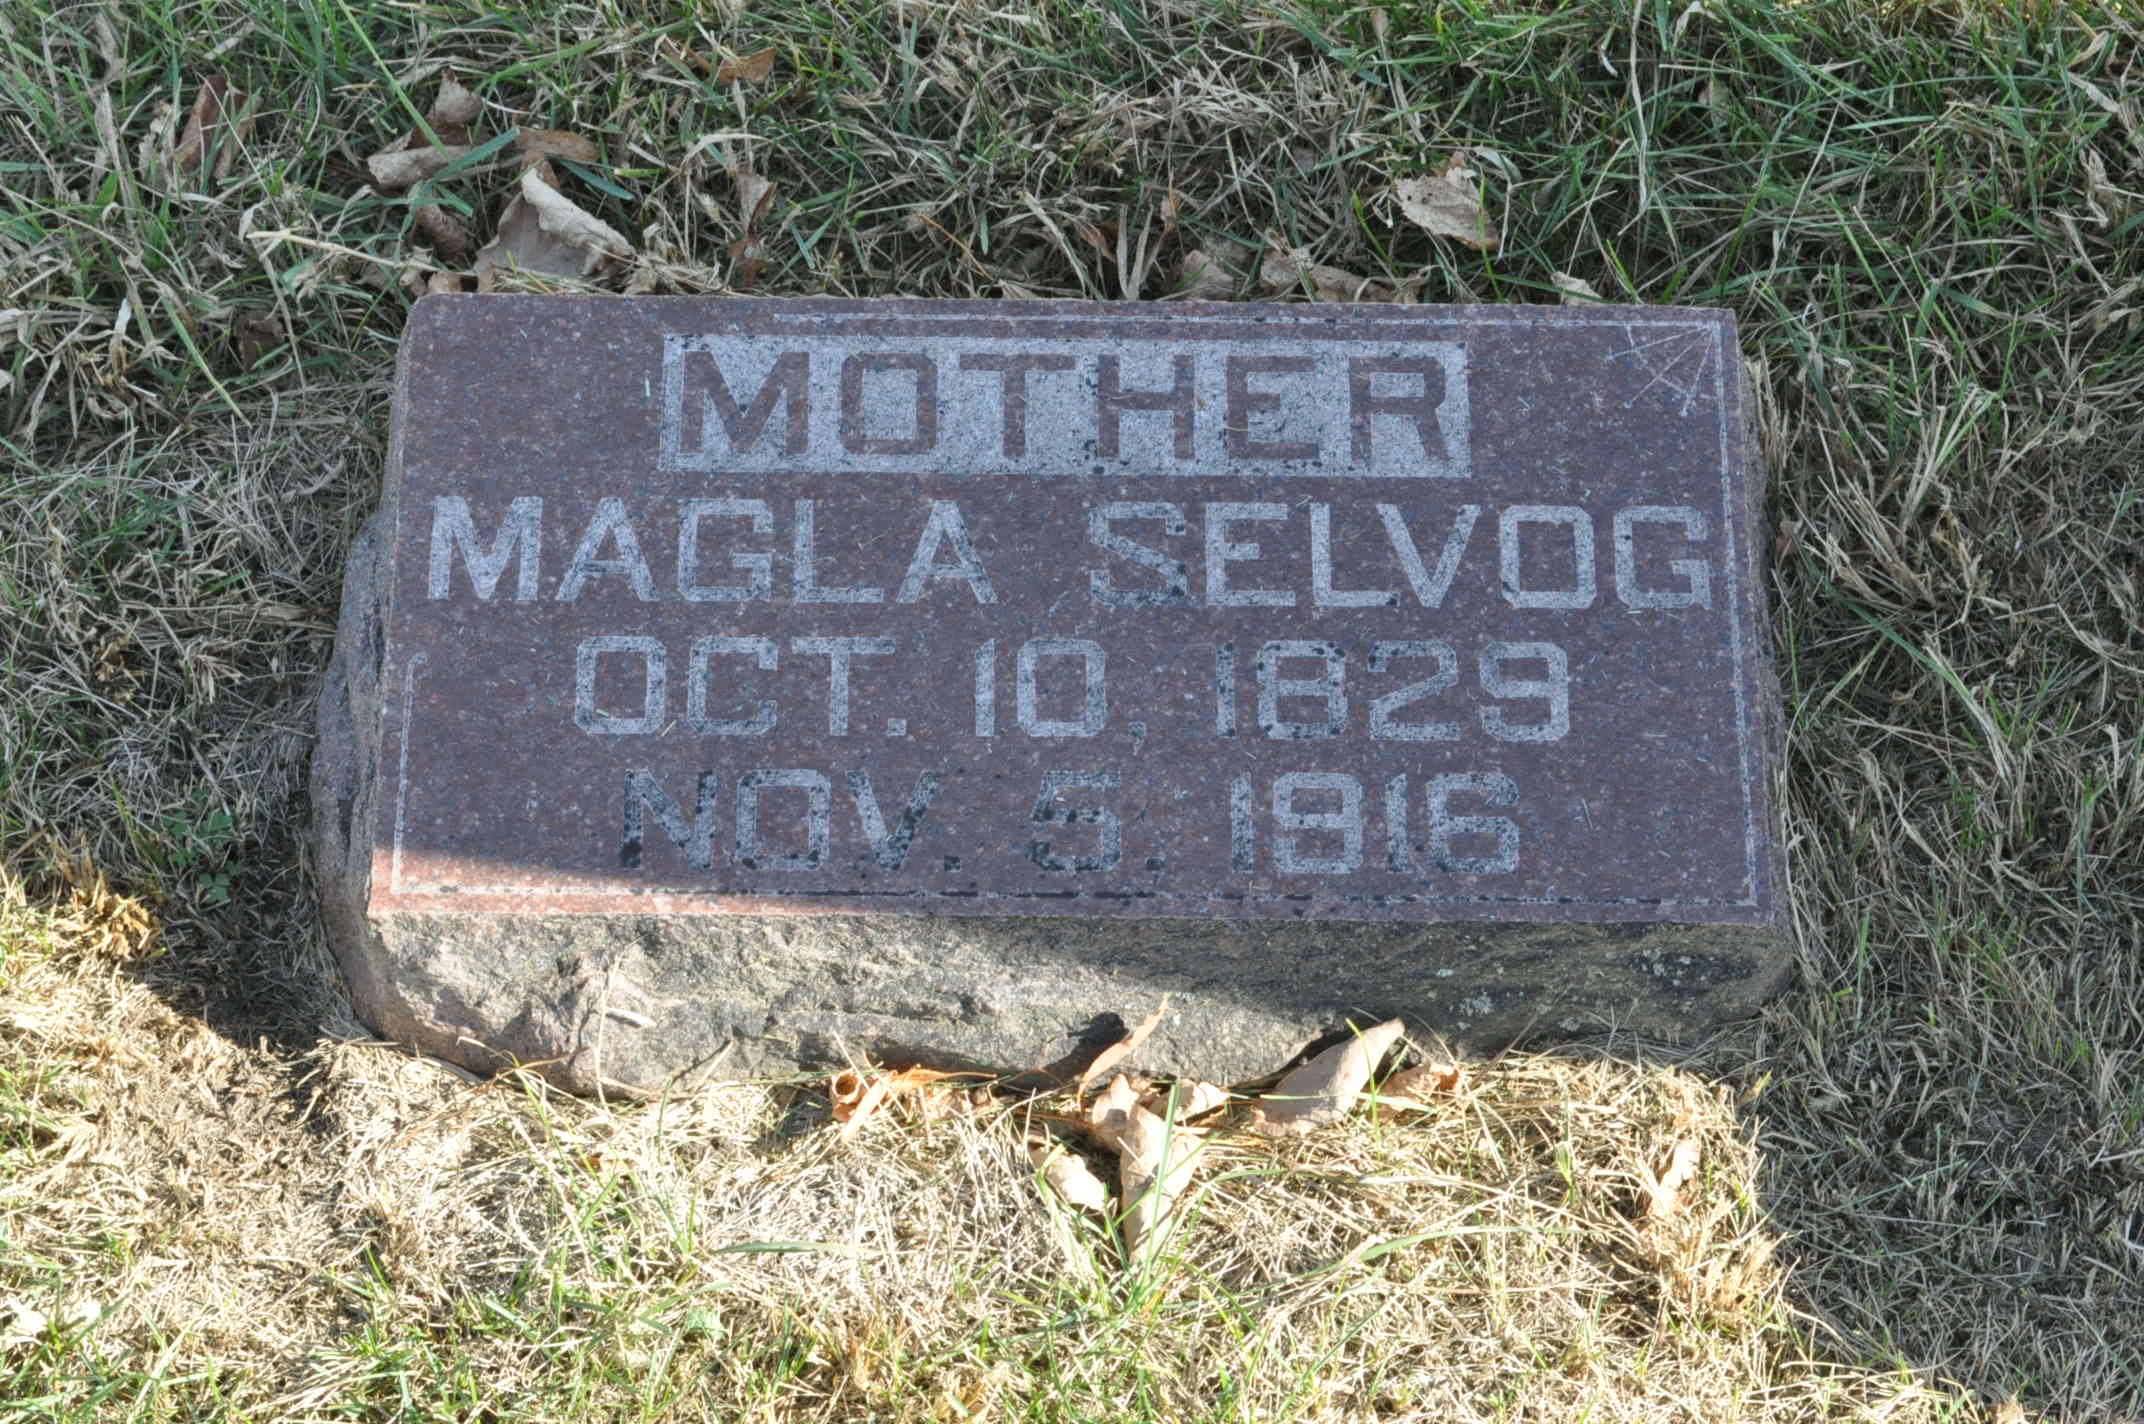 MOTHER
MAGLA SELVOG
OCT. 10, 1829
NOV. 5, 1916